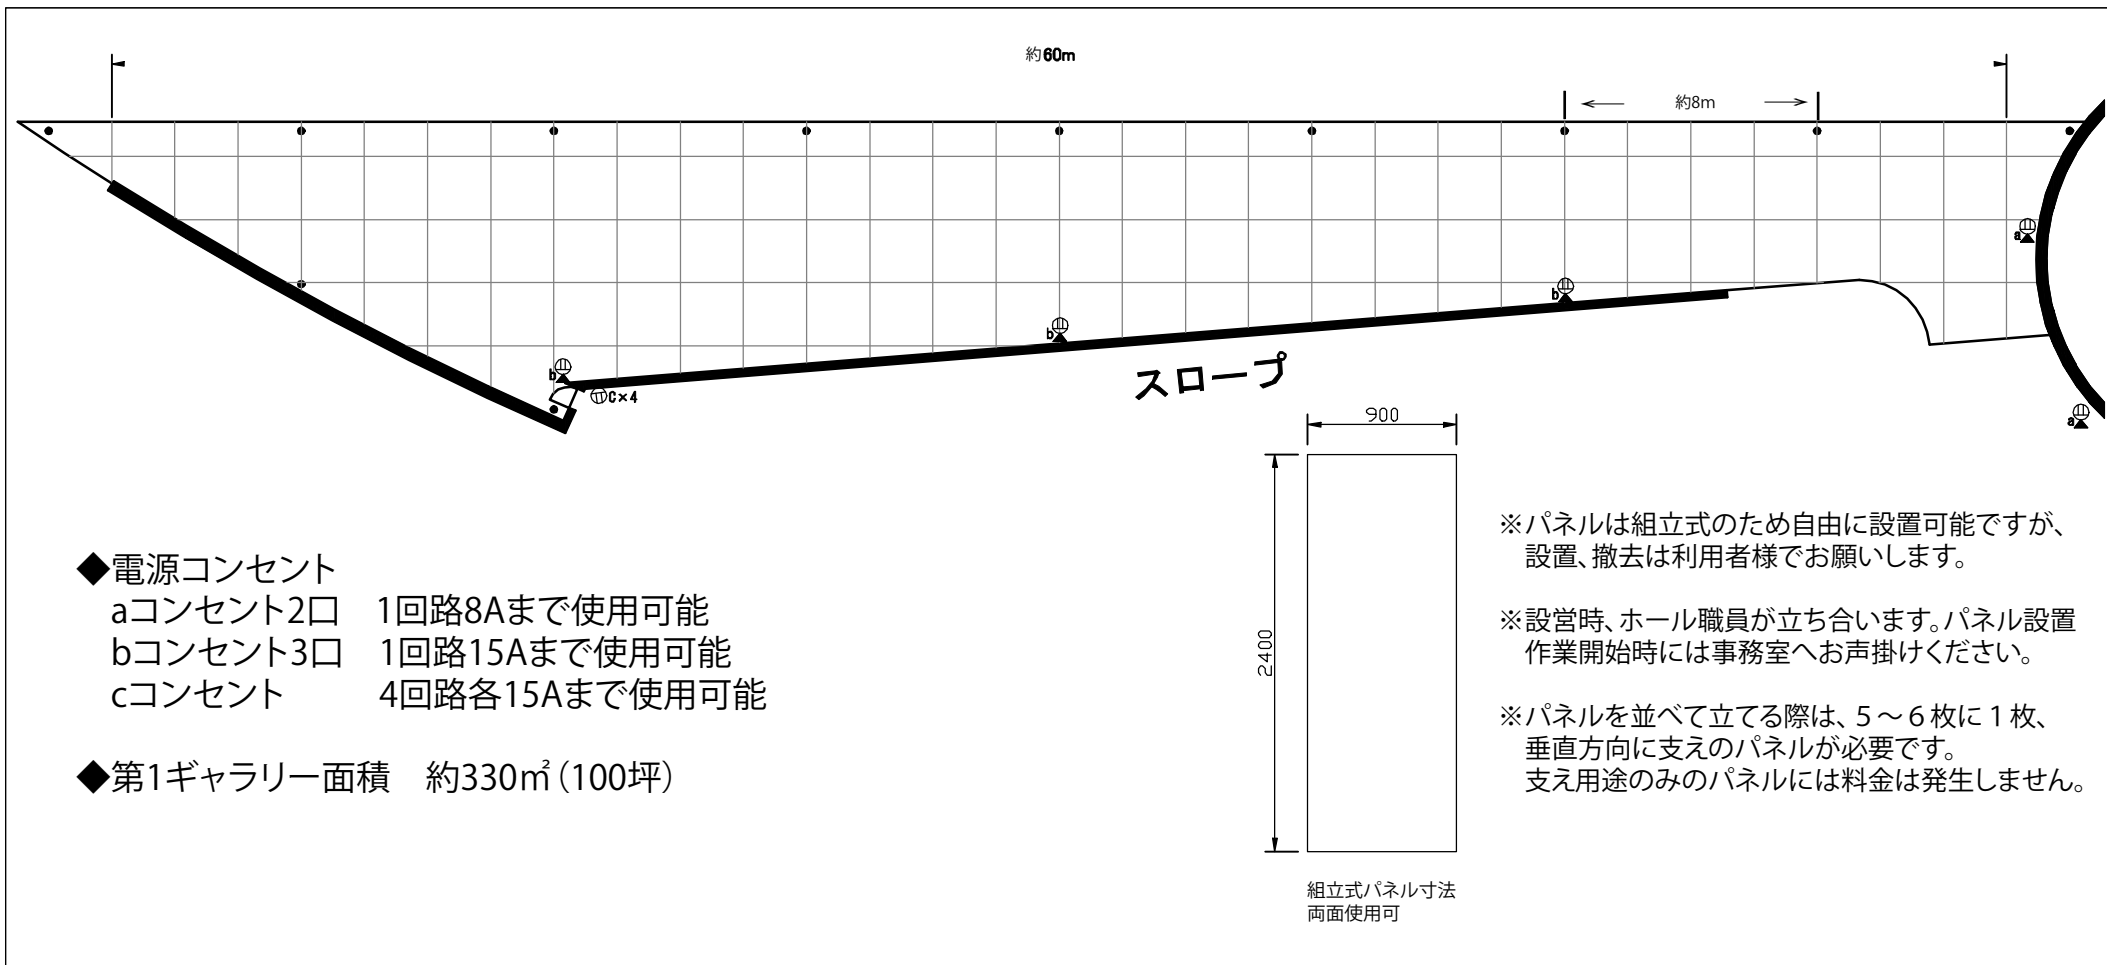 約60m
約8m
a
b
b
b
C×4
a
スロープ
900
2400
◆電源コンセント
aコンセント2口　1回路8Aまで使用可能
bコンセント3口　1回路15Aまで使用可能
cコンセント　　4回路各15Aまで使用可能
◆第1ギャラリー面積　約330㎡（100坪）
組立式パネル寸法
両面使用可
※パネルは組立式のため自由に設置可能ですが、
設置、撤去は利用者様でお願いします。
※設営時、ホール職員が立ち合います。パネル設置
作業開始時には事務室へお声掛けください。
※パネルを並べて立てる際は、５～６枚に１枚、
垂直方向に支えのパネルが必要です。
支え用途のみのパネルには料金は発生しません。